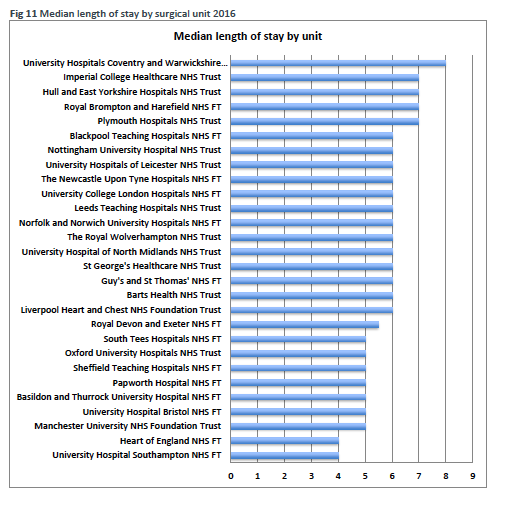 Fig 11 Median length of stay by surgical unit 2016
Median length of stay by unit
University Hospitals Coventry and Warwickshire...
Imperial College Healthcare NHS Trust
Hull and East Yorkshire Hospitals NHS Trust
Royal Brompton and Harefield NHS FT
Plymouth Hospitals NHS Trust
Blackpool Teaching Hospitals NHS FT
Nottingham University Hospital NHS Trust
University Hospitals of Leicester NHS Trust
The Newcastle Upon Tyne Hospitals NHS FT
University College London Hospitals NHS FT
Leeds Teaching Hospitals NHS Trust
Norfolk and Norwich University Hospitals NHS FT
The Royal Wolverhampton NHS Trust
University Hospital of North Midlands NHS Trust
St George's Healthcare NHS Trust
Guy's and St Thomas' NHS FT
Barts Health NHS Trust
Liverpool Heart and Chest NHS Foundation Trust
Royal Devon and Exeter NHS FT
South Tees Hospitals NHS FT
Oxford University Hospitals NHS Trust
Sheffield Teaching Hospitals NHS FT
Papworth Hospital NHS FT
Basildon and Thurrock University Hospital NHS FT
University Hospital Bristol NHS FT
Manchester University NHS Foundation Trust
Heart of England NHS FT
University Hospital Southampton NHS FT
0 1 2 3 4 5 6 7 8 9